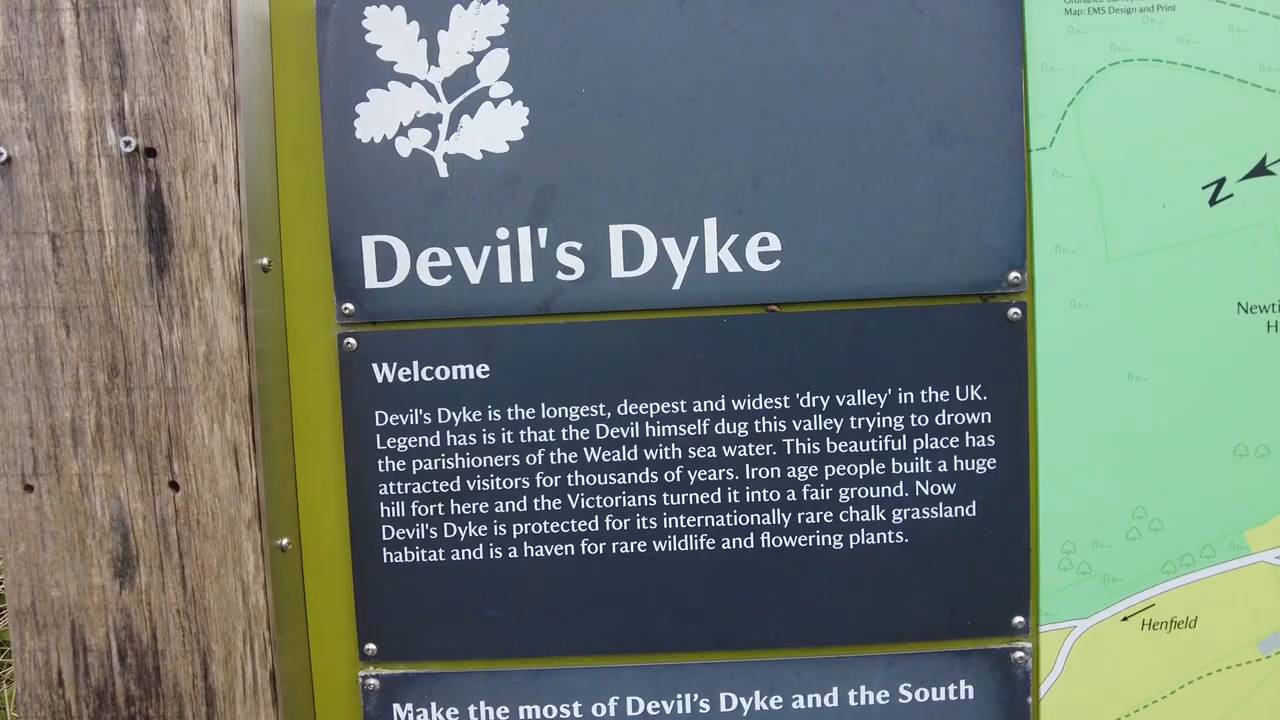 Map: EMS Design and Print
N
Devil's Dyke
Welcome
Devil's Dyke is the longest, deepest and widest 'dry valley' in the UK.
Legend has is it that the Devil himself dug this valley trying to drown
the parishioners of the Weald with sea water. This beautiful place has
attracted visitors for thousands of years. Iron age people built a huge
hill fort here and the Victorians turned it into a fair ground. Now
Devil's Dyke is protected for its internationally rare chalk grassland
habitat and is a haven for rare wildlife and flowering plants.
Make the most of Devil's Dyke and the South
Henfield